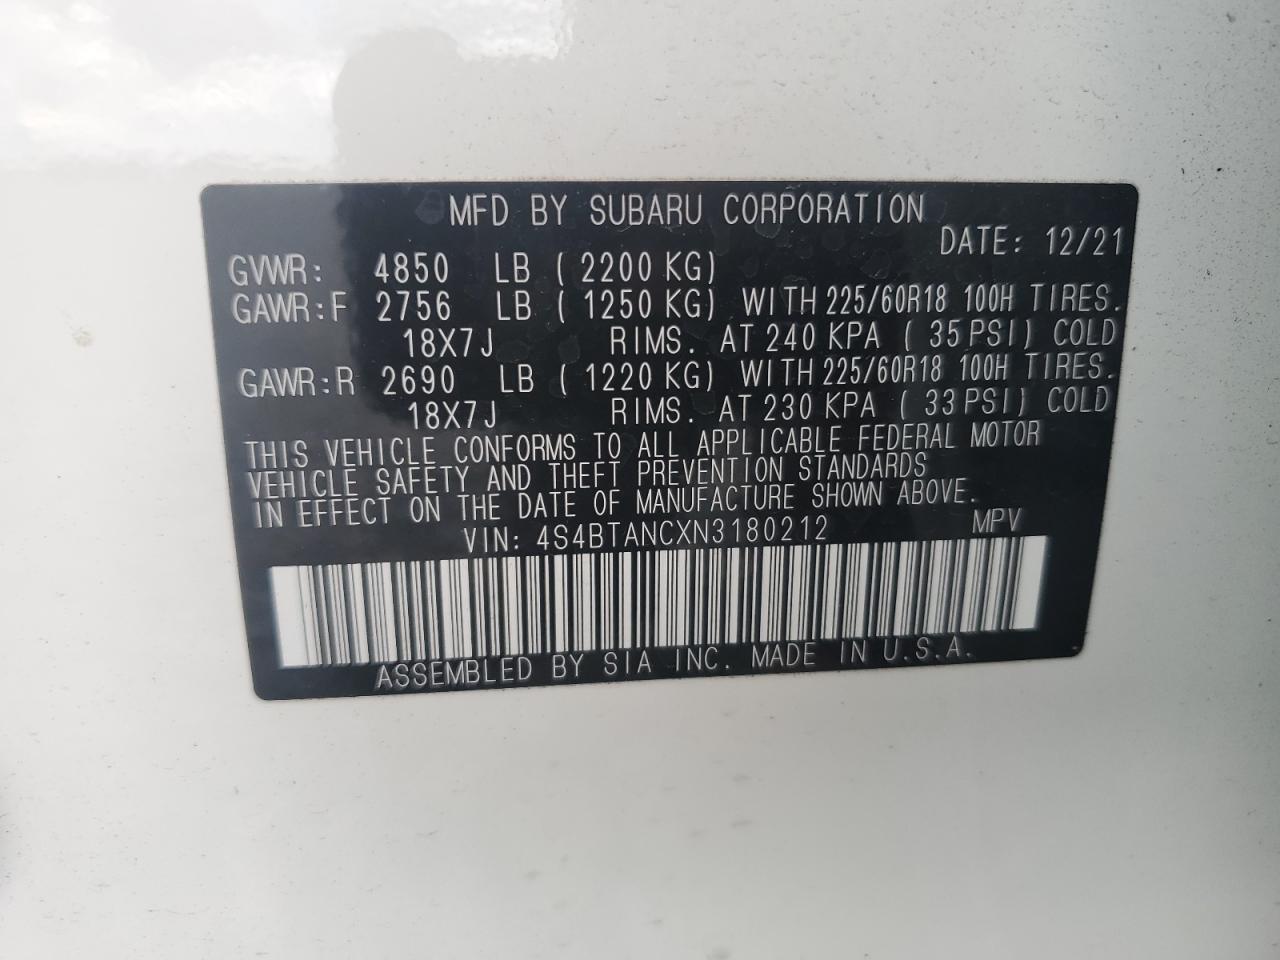 MFD BY SUBARU CORPORATION
DATE: 12/21
GVWR: 4850 LB ( 2200 KG)
GAWR:F 2756 LB ( 1250 KG) WITH 225/60R18 100H TIRES.
18X7J RIMS. AT 240 KPA ( 35 PSI) COLD
GAWR:R 2690 LB ( 1220 KG) WITH 225/60R18 100H TIRES.
18X7J RIMS. AT 230 KPA ( 33 PSI) COLD
THIS VEHICLE CONFORMS TO ALL APPLICABLE FEDERAL MOTOR
VEHICLE SAFETY AND THEFT PREVENTION STANDARDS
IN EFFECT ON THE DATE OF MANUFACTURE SHOWN ABOVE.
VIN: 4S4BTANCXN3180212 MPV
ASSEMBLED BY SIA INC. MADE IN U.S.A.